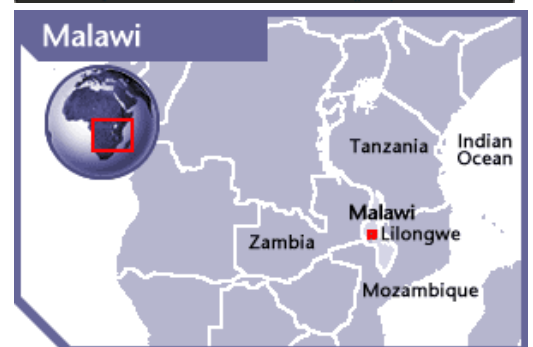 Malawi
Tanzania
Indian
Ocean
Malawi
Lilongwe
Zambia
Mozambique